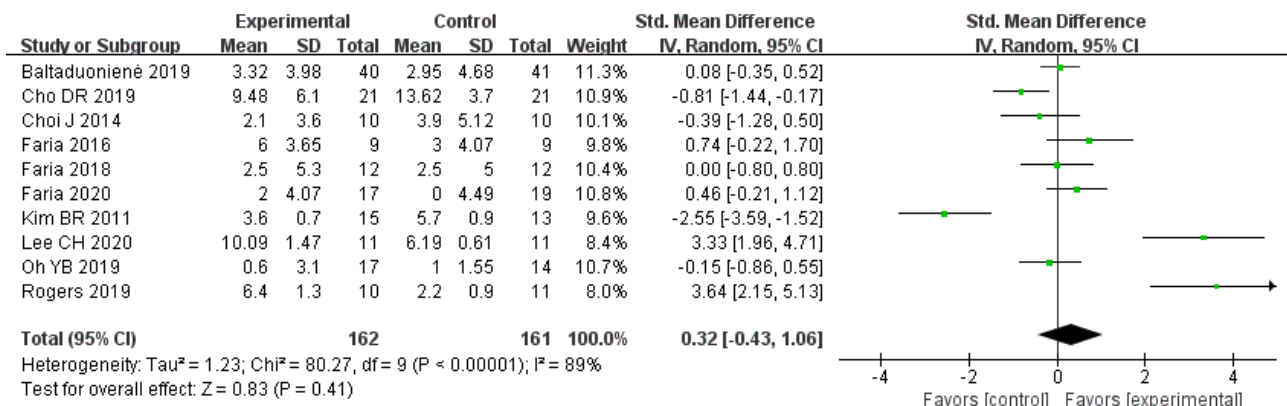 Experimental Control Std. Mean Difference Std. Mean Difference
Study or Subgroup Mean SD Total Mean SD Total Weight IV, Random, 95% CI IV, Random, 95% CI
Baltaduonienė 2019 3.32 3.98 40 2.95 4.68 41 11.3% 0.08 [-0.35, 0.52]
Cho DR 2019 9.48 6.1 21 13.62 3.7 21 10.9% -0.81 [-1.44, -0.17]
Choi J 2014 2.1 3.6 10 3.9 5.12 10 10.1% -0.39 [-1.28, 0.50]
Faria 2016 6 3.65 9 3 4.07 9 9.8% 0.74 [-0.22, 1.70]
Faria 2018 2.5 5.3 12 2.5 5 12 10.4% 0.00 [-0.80, 0.80]
Faria 2020 2 4.07 17 0 4.49 19 10.8% 0.46 [-0.21, 1.12]
Kim BR 2011 3.6 0.7 15 5.7 0.9 13 9.6% -2.55 [-3.59, -1.52]
Lee CH 2020 10.09 1.47 11 6.19 0.61 11 8.4% 3.33 [1.96, 4.71]
Oh YB 2019 0.6 3.1 17 1 1.55 14 10.7% -0.15 [-0.86, 0.55]
Rogers 2019 6.4 1.3 10 2.2 0.9 11 8.0% 3.64 [2.15, 5.13]
Total (95% CI) 162 161 100.0% 0.32 [-0.43, 1.06]
Heterogeneity: Tau² = 1.23; Chi² = 80.27, df = 9 (P < 0.00001); I² = 89%
Test for overall effect: Z = 0.83 (P = 0.41)
-4 -2 0 2 4
Favors [control] Favors [experimental]